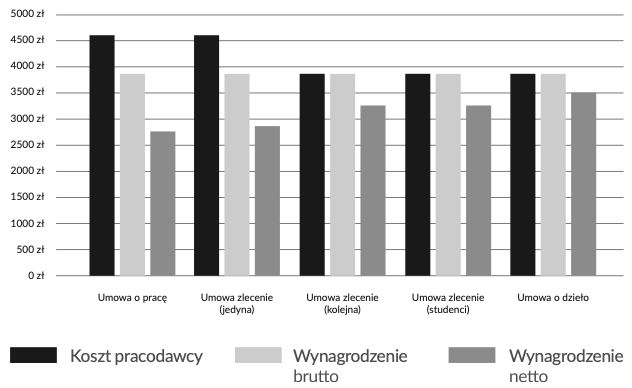 5000 zł
4500 zł
4000 zł
3500 zł
3000 zł
2500 zł
2000 zł
1500 zł
1000 zł
500 zł
0 zł
Umowa o pracę
Umowa zlecenie
(jedyna)
Umowa zlecenie
(kolejna)
Umowa zlecenie
(studenci)
Umowa o dzieło
Koszt pracodawcy
Wynagrodzenie
brutto
Wynagrodzenie
netto